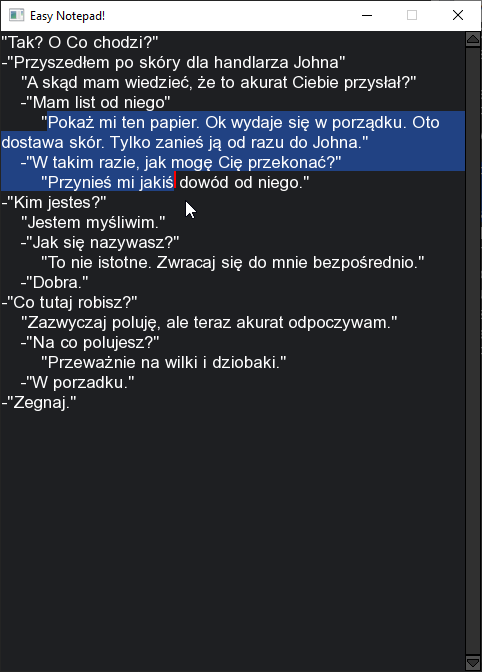 Easy Notepad!
"Tak? O Co chodzi?"
-"Przyszedłem po skóry dla handlarza Johna"
"A skąd mam wiedzieć, że to akurat Ciebie przysłał?"
-"Mam list od niego"
"Pokaż mi ten papier. Ok wydaje się w porządku. Oto
dostawa skór. Tylko zanieś ją od razu do Johna."
-"W takim razie, jak mogę Cię przekonać?"
"Przynieś mi jakiś dowód od niego."
-"Kim jestes?"
"Jestem myśliwim."
-"Jak się nazywasz?"
"To nie istotne. Zwracaj się do mnie bezpośrednio."
-"Dobra."
-"Co tutaj robisz?"
"Zazwyczaj poluję, ale teraz akurat odpoczywam."
-"Na co polujesz?"
"Przeważnie na wilki i dziobaki."
-"W porzadku."
-"Zegnaj."